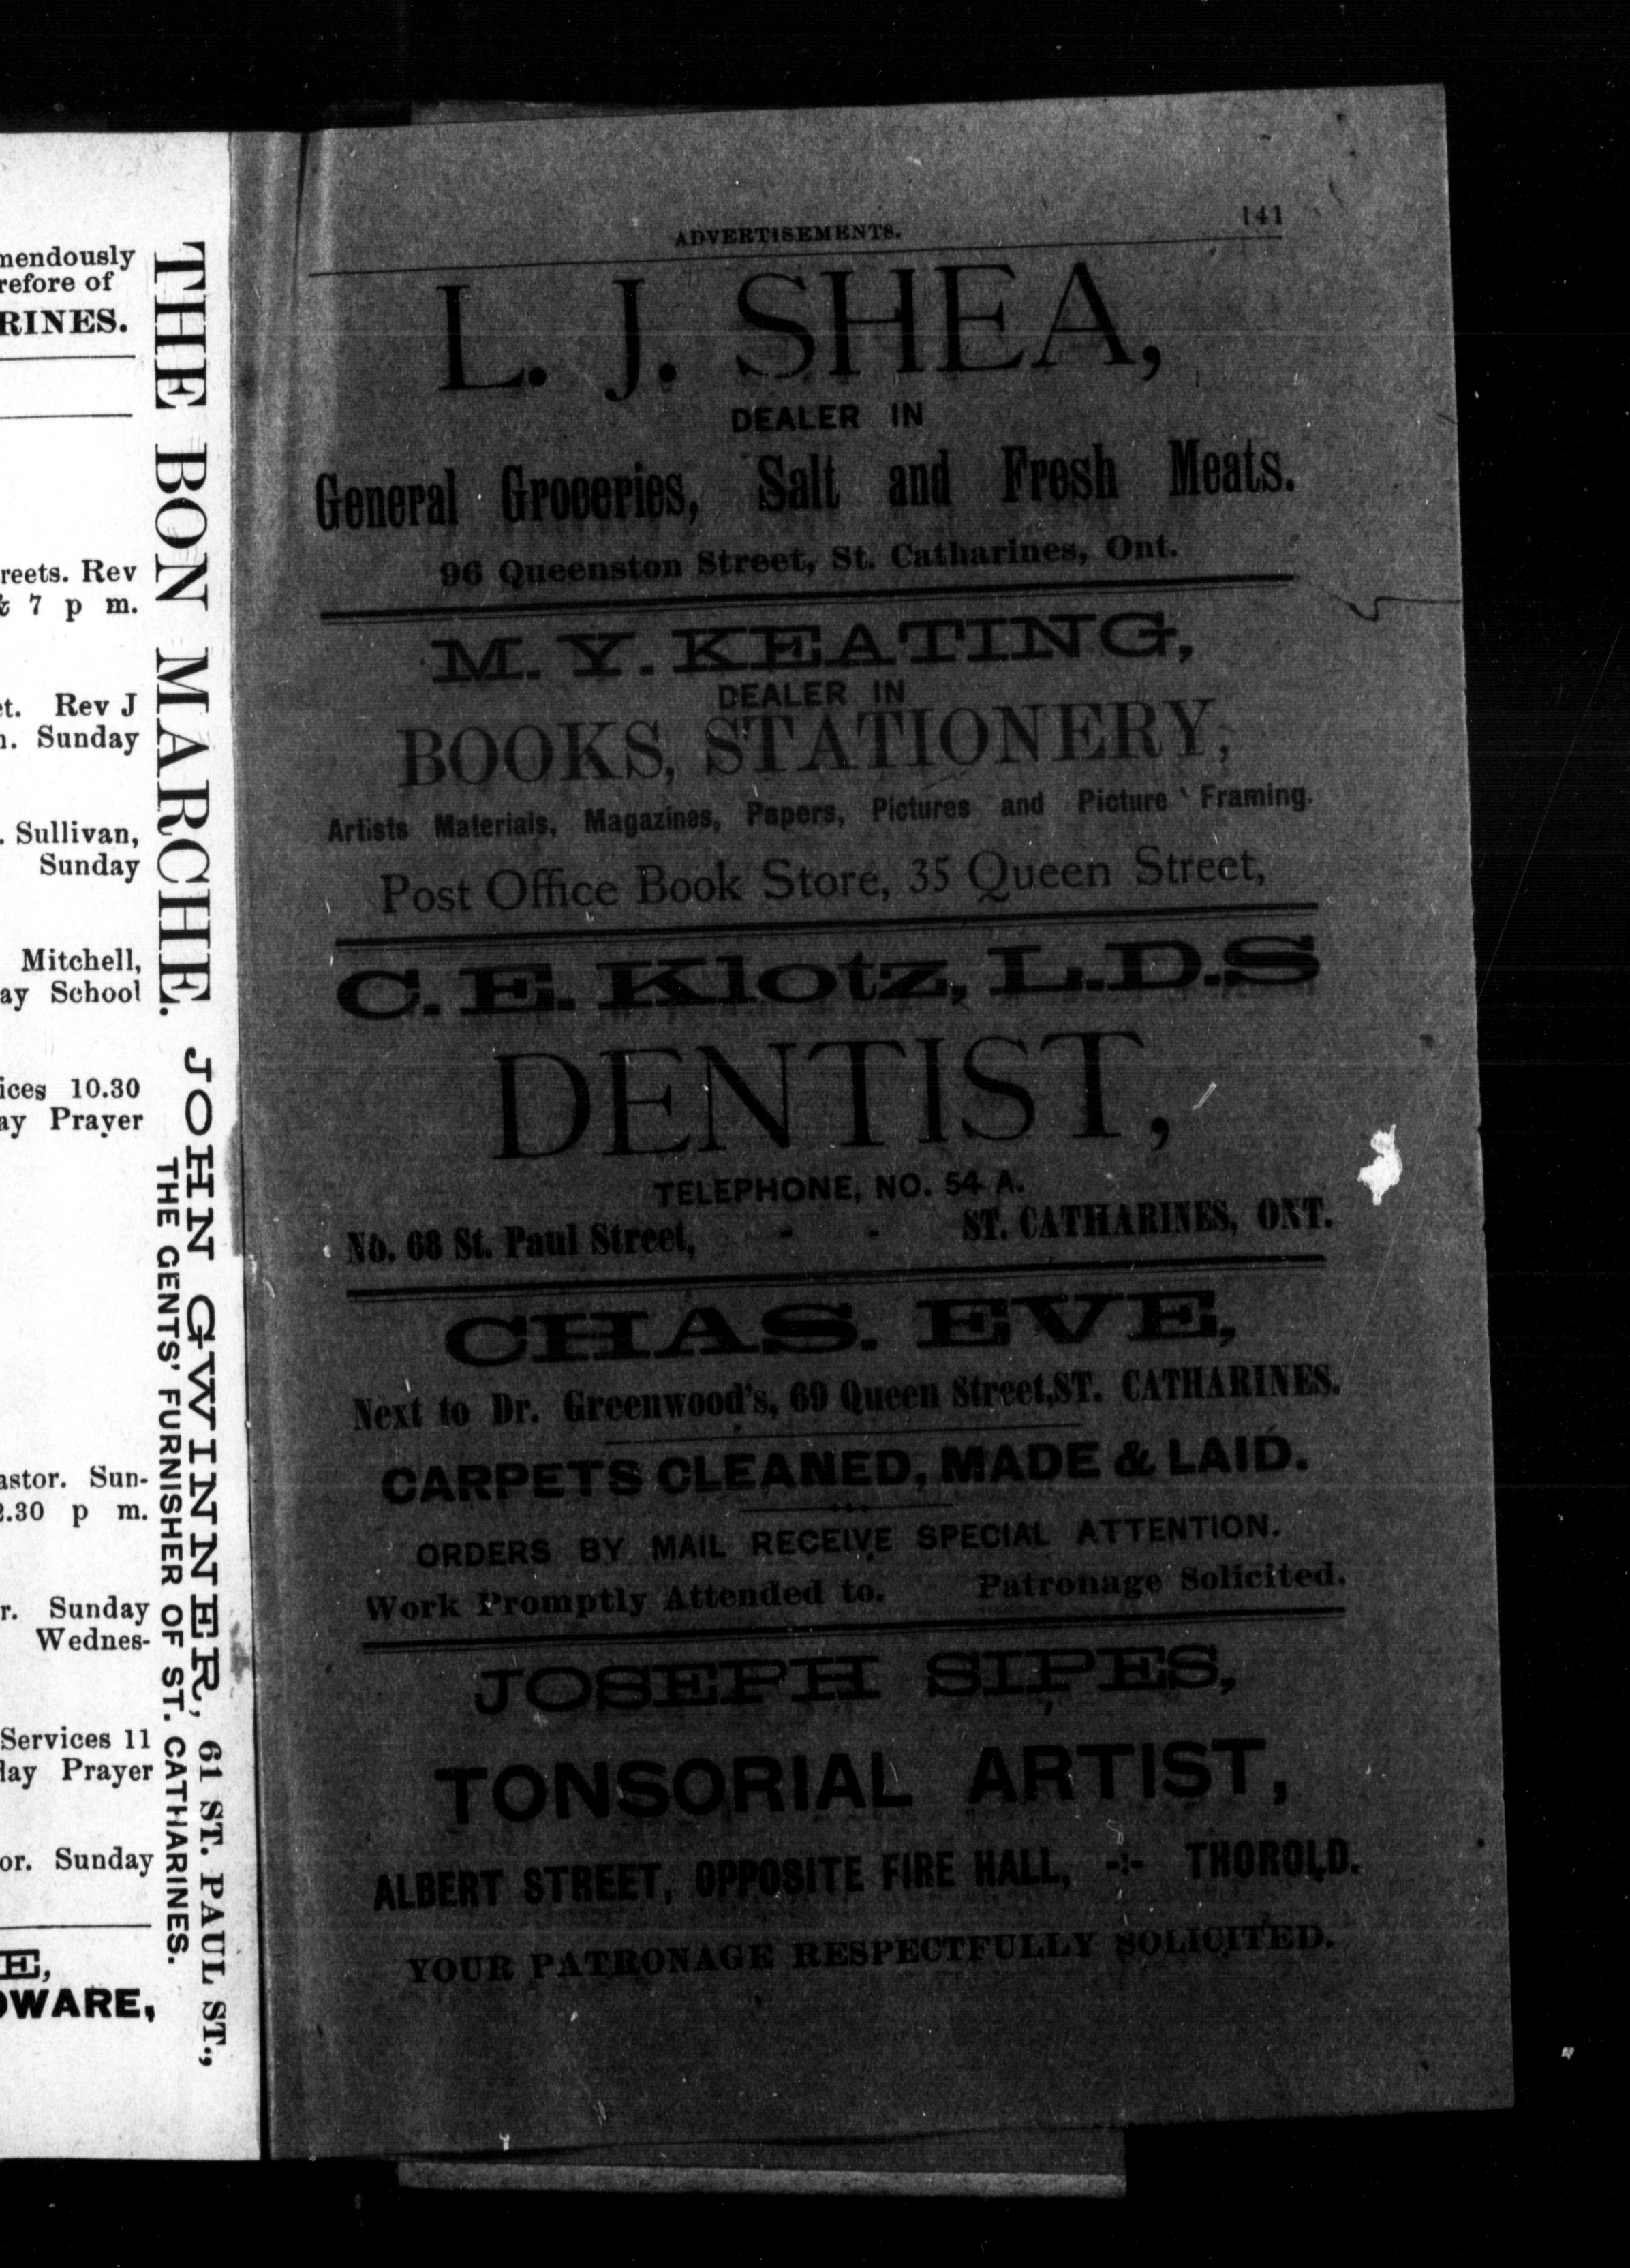 mendously
refore of
RINES.
reets. Rev
& 7 p m.
et. Rev J
n. Sunday
. Sullivan,
Sunday
Mitchell,
ay School
ices 10.30
ay Prayer
astor. Sun-
2.30 p m.
r. Sunday
Wednes-
Services 11
day Prayer
or. Sunday
E,
DWARE,
THE BON MARCHE. JOHN GWINNER, 61 ST. PAUL ST.,
THE GENTS' FURNISHER OF ST. CATHARINES.
ADVERTISEMENTS. 141
L. J. SHEA,
DEALER IN
General Groceries, Salt and Fresh Meats.
96 Queenston Street, St. Catharines, Ont.
M. Y. KEATING,
DEALER IN
BOOKS, STATIONERY,
Artists Materials, Magazines, Papers, Pictures and Picture Framing.
Post Office Book Store, 35 Queen Street,
C. E. Klotz, L.D.S
DENTIST,
TELEPHONE, NO. 54 A.
No. 68 St. Paul Street, - - ST. CATHARINES, ONT.
CHAS. EVE,
Next to Dr. Greenwood's, 69 Queen Street, ST. CATHARINES.
CARPETS CLEANED, MADE & LAID.
ORDERS BY MAIL RECEIVE SPECIAL ATTENTION.
Work Promptly Attended to. Patronage Solicited.
JOSEPH SIPES,
TONSORIAL ARTIST,
ALBERT STREET, OPPOSITE FIRE HALL, -:- THOROLD.
YOUR PATRONAGE RESPECTFULLY SOLICITED.